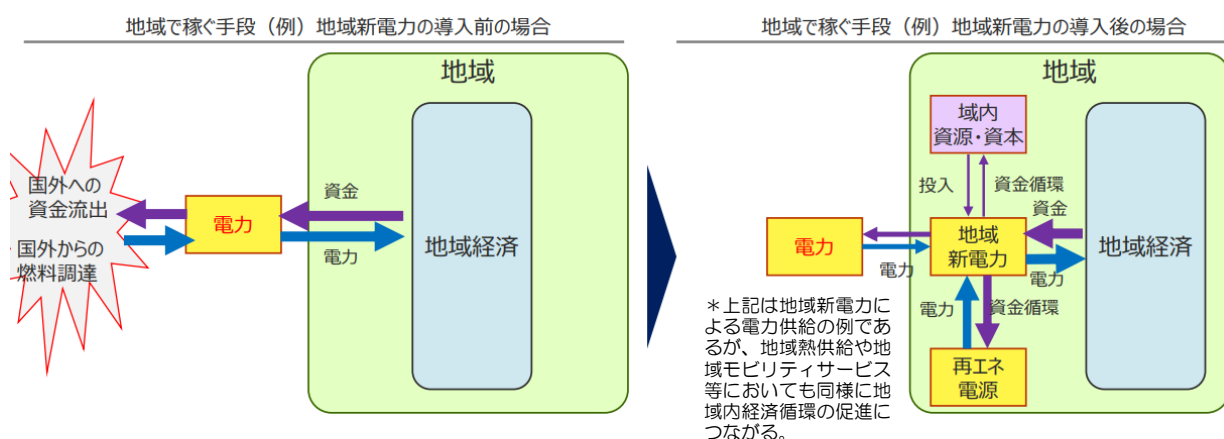 地域で稼ぐ手段（例）地域新電力の導入前の場合
地域
国外への
資金流出
国外からの
燃料調達
電力
資金
電力
地域経済
地域で稼ぐ手段（例）地域新電力の導入後の場合
地域
域内
資源・資本
投入
資金循環
資金
電力
電力
地域
新電力
電力
地域経済
電力
資金循環
再エネ
電源
＊上記は地域新電力に
よる電力供給の例であ
るが、地域熱供給や地
域モビリティサービス
等においても同様に地
域内経済循環の促進に
つながる。